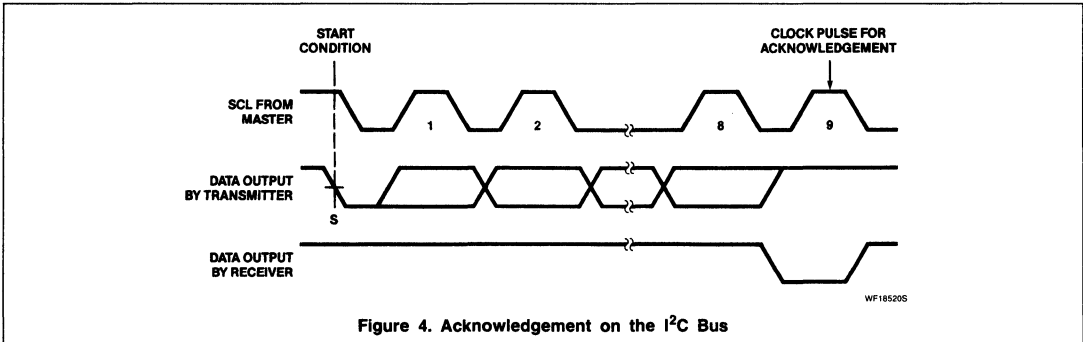 START
CONDITION
CLOCK PULSE FOR
ACKNOWLEDGEMENT
SCL FROM
MASTER
1
2
8
9
DATA OUTPUT
BY TRANSMITTER
S
DATA OUTPUT
BY RECEIVER
WF18520S
Figure 4. Acknowledgement on the I²C Bus